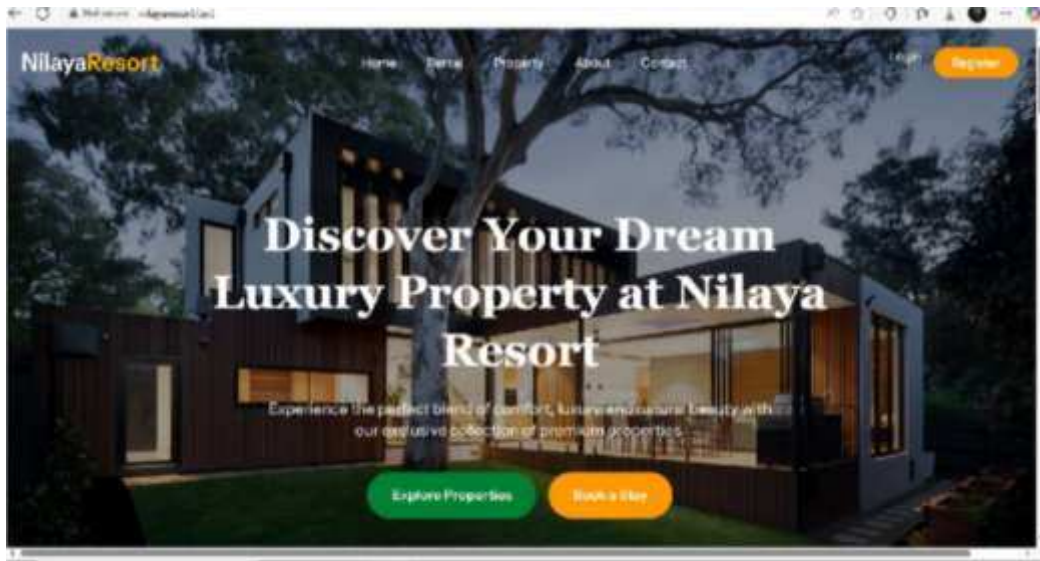 NilayaResort
Home Rental Property About Contact
Login Register
Discover Your Dream
Luxury Property at Nilaya
Resort
Experience the perfect blend of comfort, luxury and natural beauty with
our exclusive collection of premium properties
Explore Properties Book a Stay